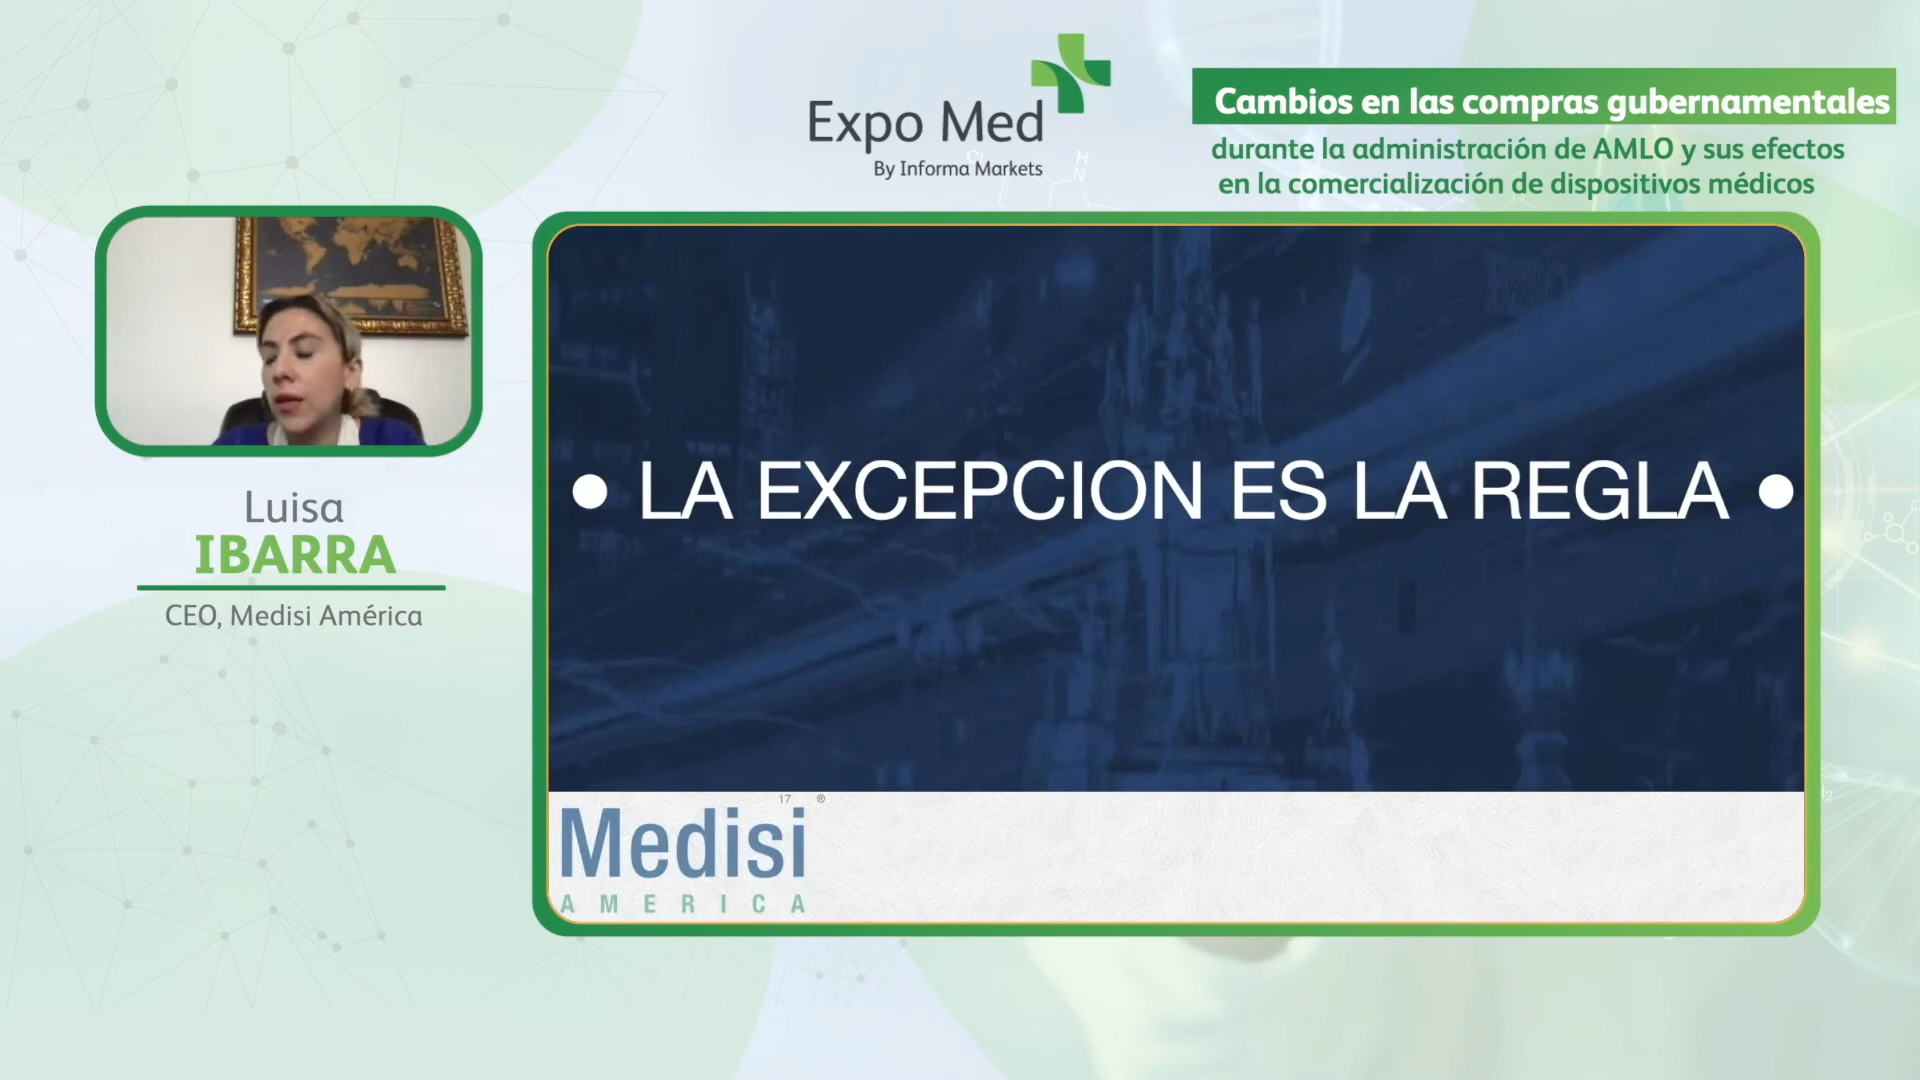 Expo Med
By Informa Markets
Cambios en las compras gubernamentales
durante la administración de AMLO y sus efectos
en la comercialización de dispositivos médicos
Luisa
IBARRA
CEO, Medisi América
• LA EXCEPCION ES LA REGLA •
17 ®
Medisi
AMERICA